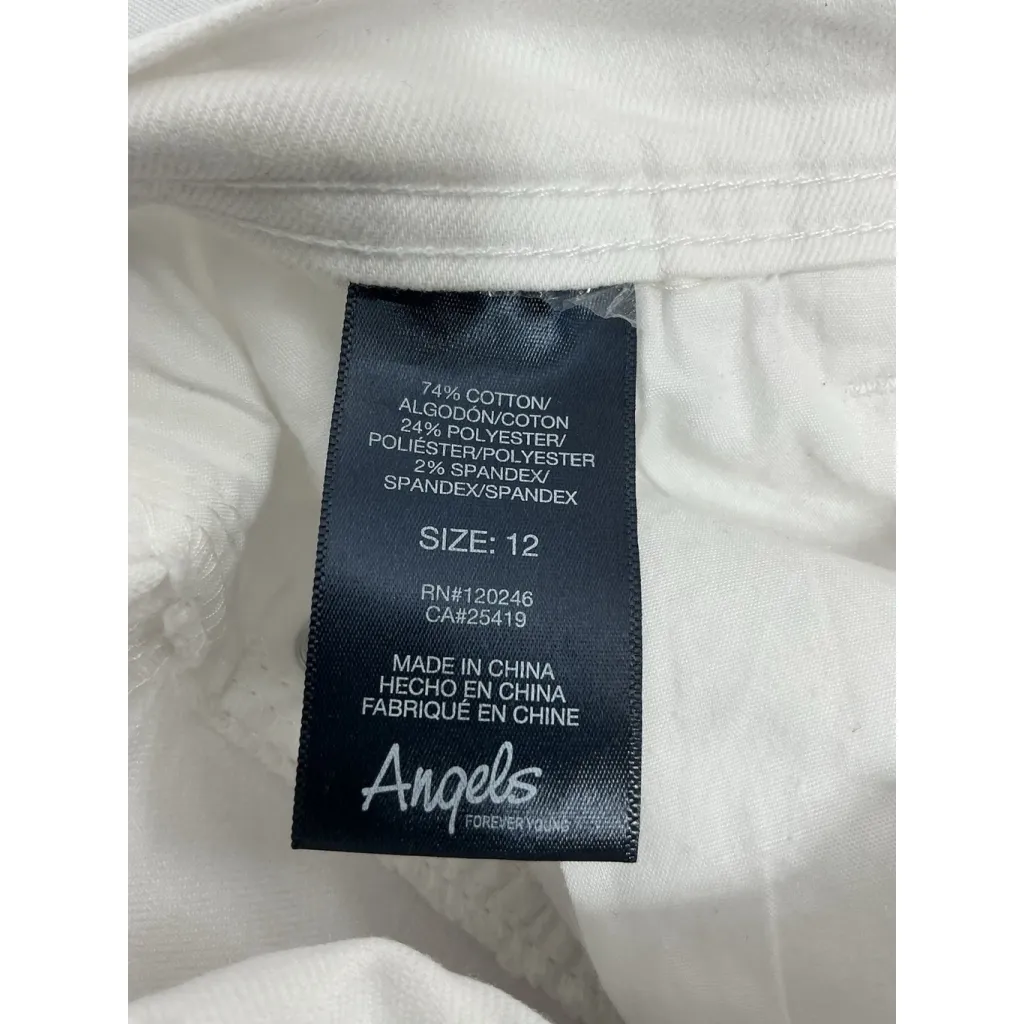 74% COTTON/
ALGODÓN/COTON
24% POLYESTER/
POLIÉSTER/POLYESTER
2% SPANDEX/
SPANDEX/SPANDEX
SIZE: 12
RN#120246
CA#25419
MADE IN CHINA
HECHO EN CHINA
FABRIQUÉ EN CHINE
Angels
FOREVER YOUNG